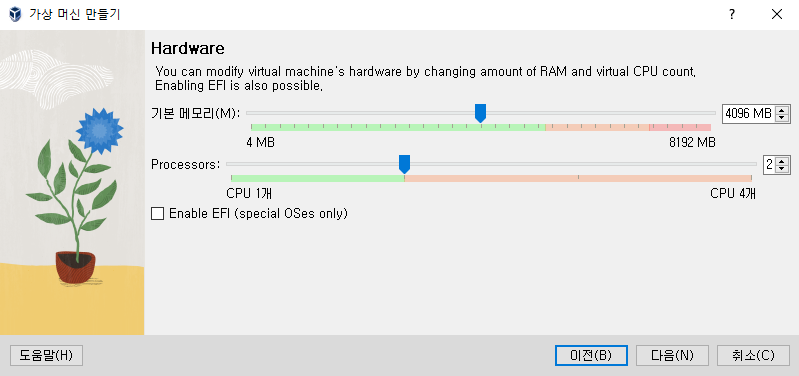 가상 머신 만들기
Hardware
You can modify virtual machine's hardware by changing amount of RAM and virtual CPU count.
Enabling EFI is also possible.
기본 메모리(M): 4096 MB
4 MB 8192 MB
Processors: 2
CPU 1개 CPU 4개
Enable EFI (special OSes only)
도움말(H) 이전(B) 다음(N) 취소(C)